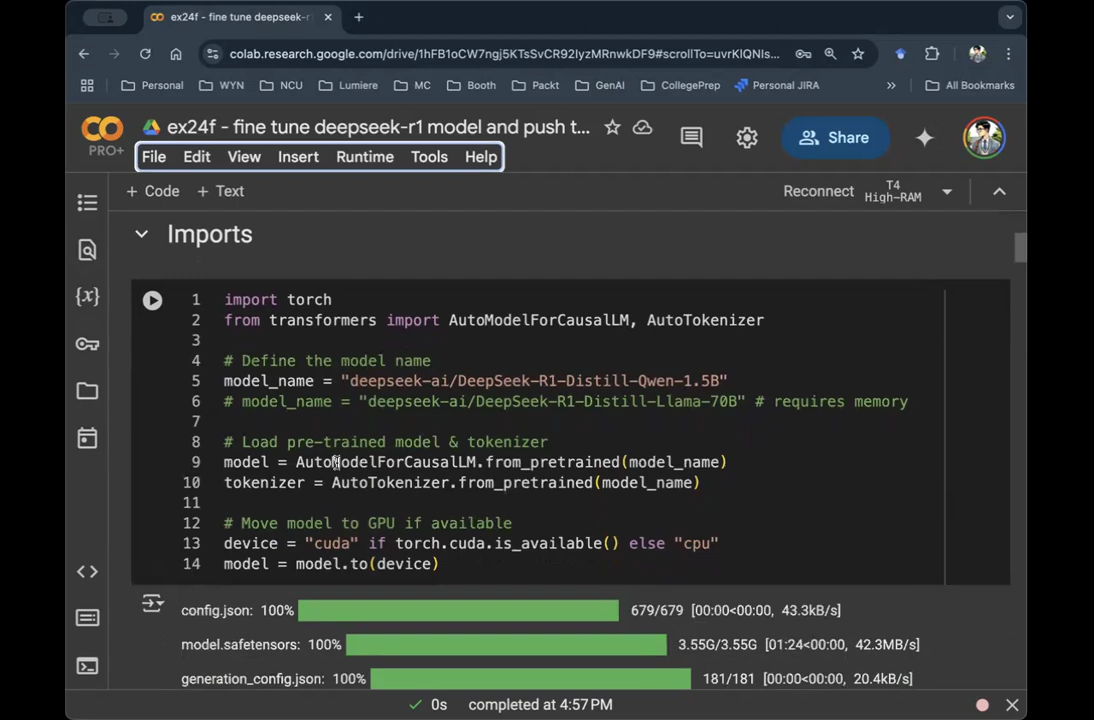 ex24f - fine tune deepseek-r1
colab.research.google.com/drive/1hFB1oCW7ngj5KTsSvCR92IyzMRnwkDF9#scrollTo=uvrKlQNIs...
Personal
WYN
NCU
Lumiere
MC
Booth
Packt
GenAI
CollegePrep
Personal JIRA
»
All Bookmarks
ex24f - fine tune deepseek-r1 model and push t...
Share
PRO+
File Edit View Insert Runtime Tools Help
+ Code + Text
Reconnect
T4
High-RAM
Imports
1 import torch
2 from transformers import AutoModelForCausalLM, AutoTokenizer
3
4 # Define the model name
5 model_name = "deepseek-ai/DeepSeek-R1-Distill-Qwen-1.5B"
6 # model_name = "deepseek-ai/DeepSeek-R1-Distill-Llama-70B" # requires memory
7
8 # Load pre-trained model & tokenizer
9 model = AutoModelForCausalLM.from_pretrained(model_name)
10 tokenizer = AutoTokenizer.from_pretrained(model_name)
11
12 # Move model to GPU if available
13 device = "cuda" if torch.cuda.is_available() else "cpu"
14 model = model.to(device)
config.json: 100% 679/679 [00:00<00:00, 43.3kB/s]
model.safetensors: 100% 3.55G/3.55G [01:24<00:00, 42.3MB/s]
generation_config.json: 100% 181/181 [00:00<00:00, 20.4kB/s]
0s completed at 4:57 PM